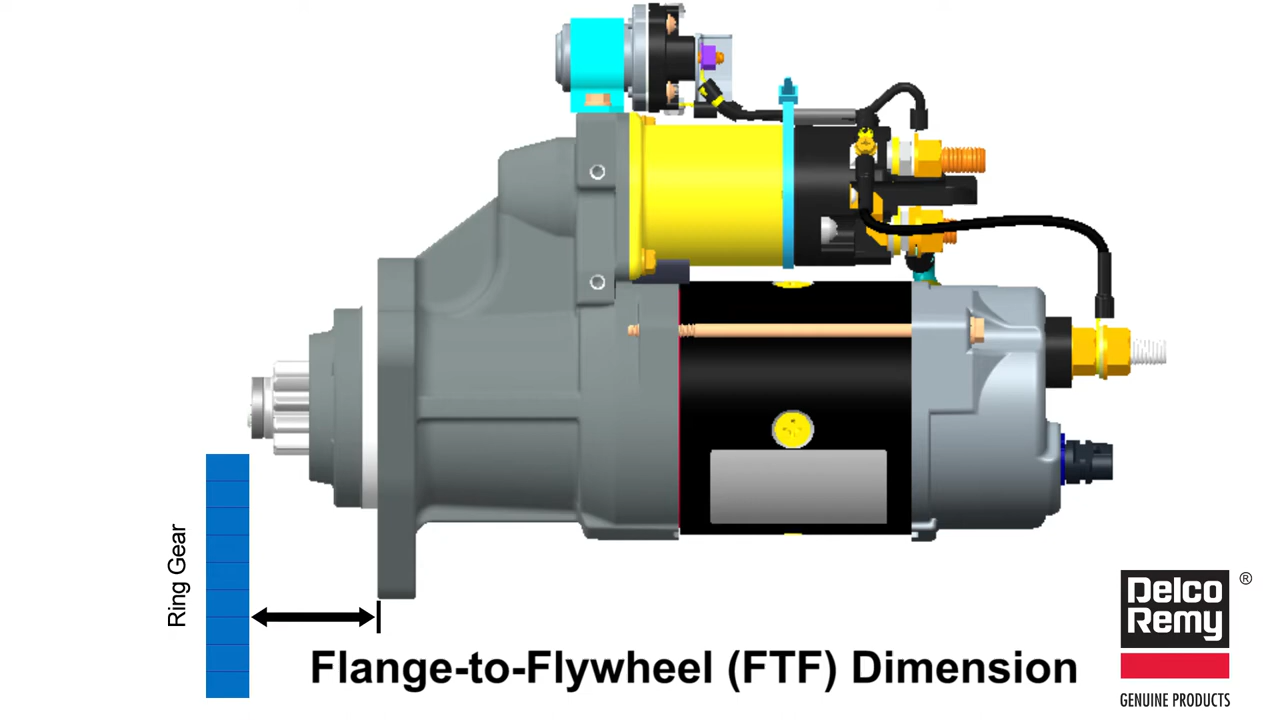 Ring Gear
Flange-to-Flywheel (FTF) Dimension
Delco
Remy
®
GENUINE PRODUCTS